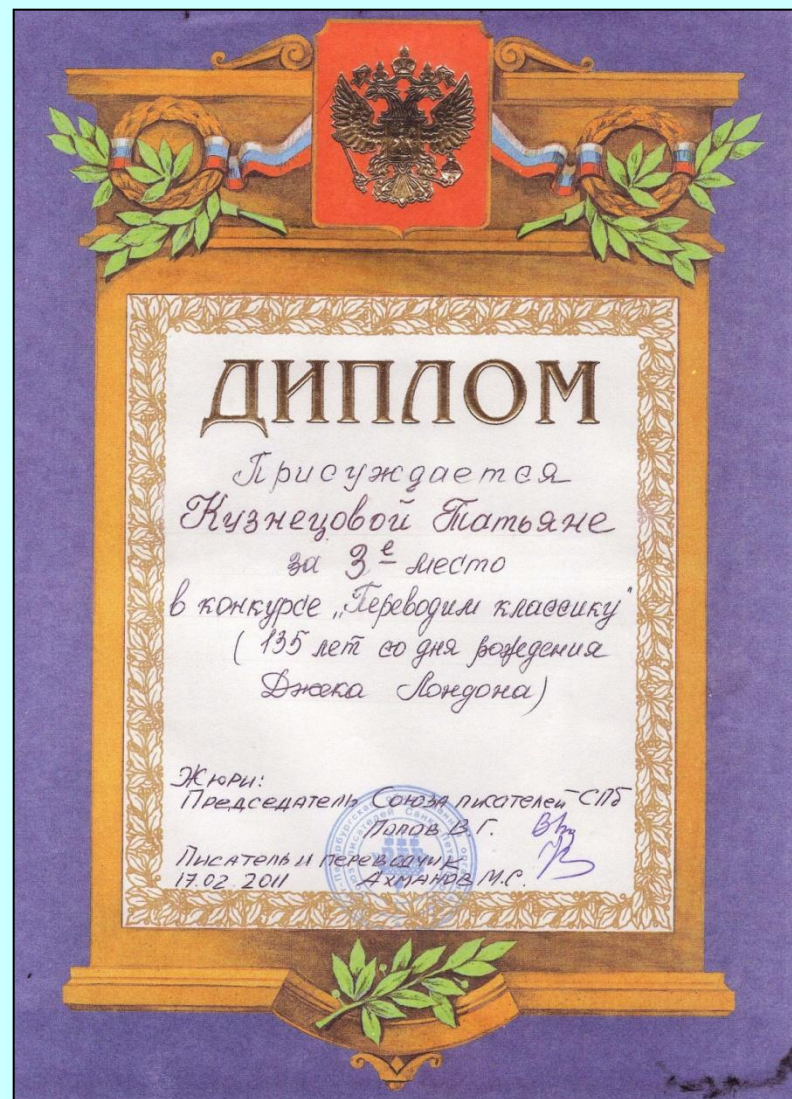 ДИПЛОМ
Присуждается
Кузнецовой Татьяне
за 3е место
в конкурсе „Переводим классику"
(135 лет со дня рождения
Джека Лондона)
Жюри:
Председатель Союза писателей СПб
Попов В.Г.
Писатель и переводчик
17.02.2011 Ахманов М.С.